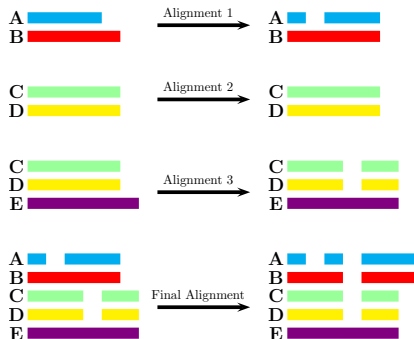 A Alignment 1 A
B B
C Alignment 2 C
D D
C Alignment 3 C
D D
E E
A A
B B
C Final Alignment C
D D
E E